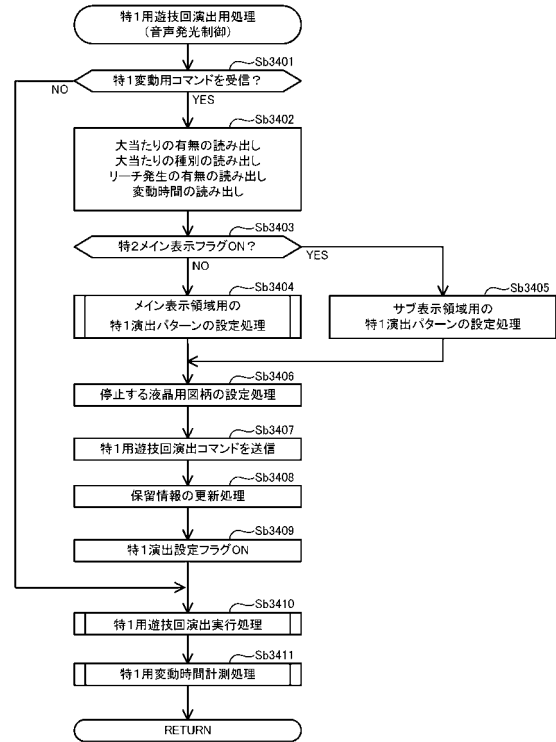 特1用遊技回演出用処理
(音声発光制御)
Sb3401
特1変動用コマンドを受信？
NO
YES
Sb3402
大当たりの有無の読み出し
大当たりの種別の読み出し
リーチ発生の有無の読み出し
変動時間の読み出し
Sb3403
特2メイン表示フラグON？
YES
NO
Sb3404
メイン表示領域用の
特1演出パターンの設定処理
Sb3405
サブ表示領域用の
特1演出パターンの設定処理
Sb3406
停止する液晶用図柄の設定処理
Sb3407
特1用遊技回演出コマンドを送信
Sb3408
保留情報の更新処理
Sb3409
特1演出設定フラグON
Sb3410
特1用遊技回演出実行処理
Sb3411
特1用変動時間計測処理
RETURN